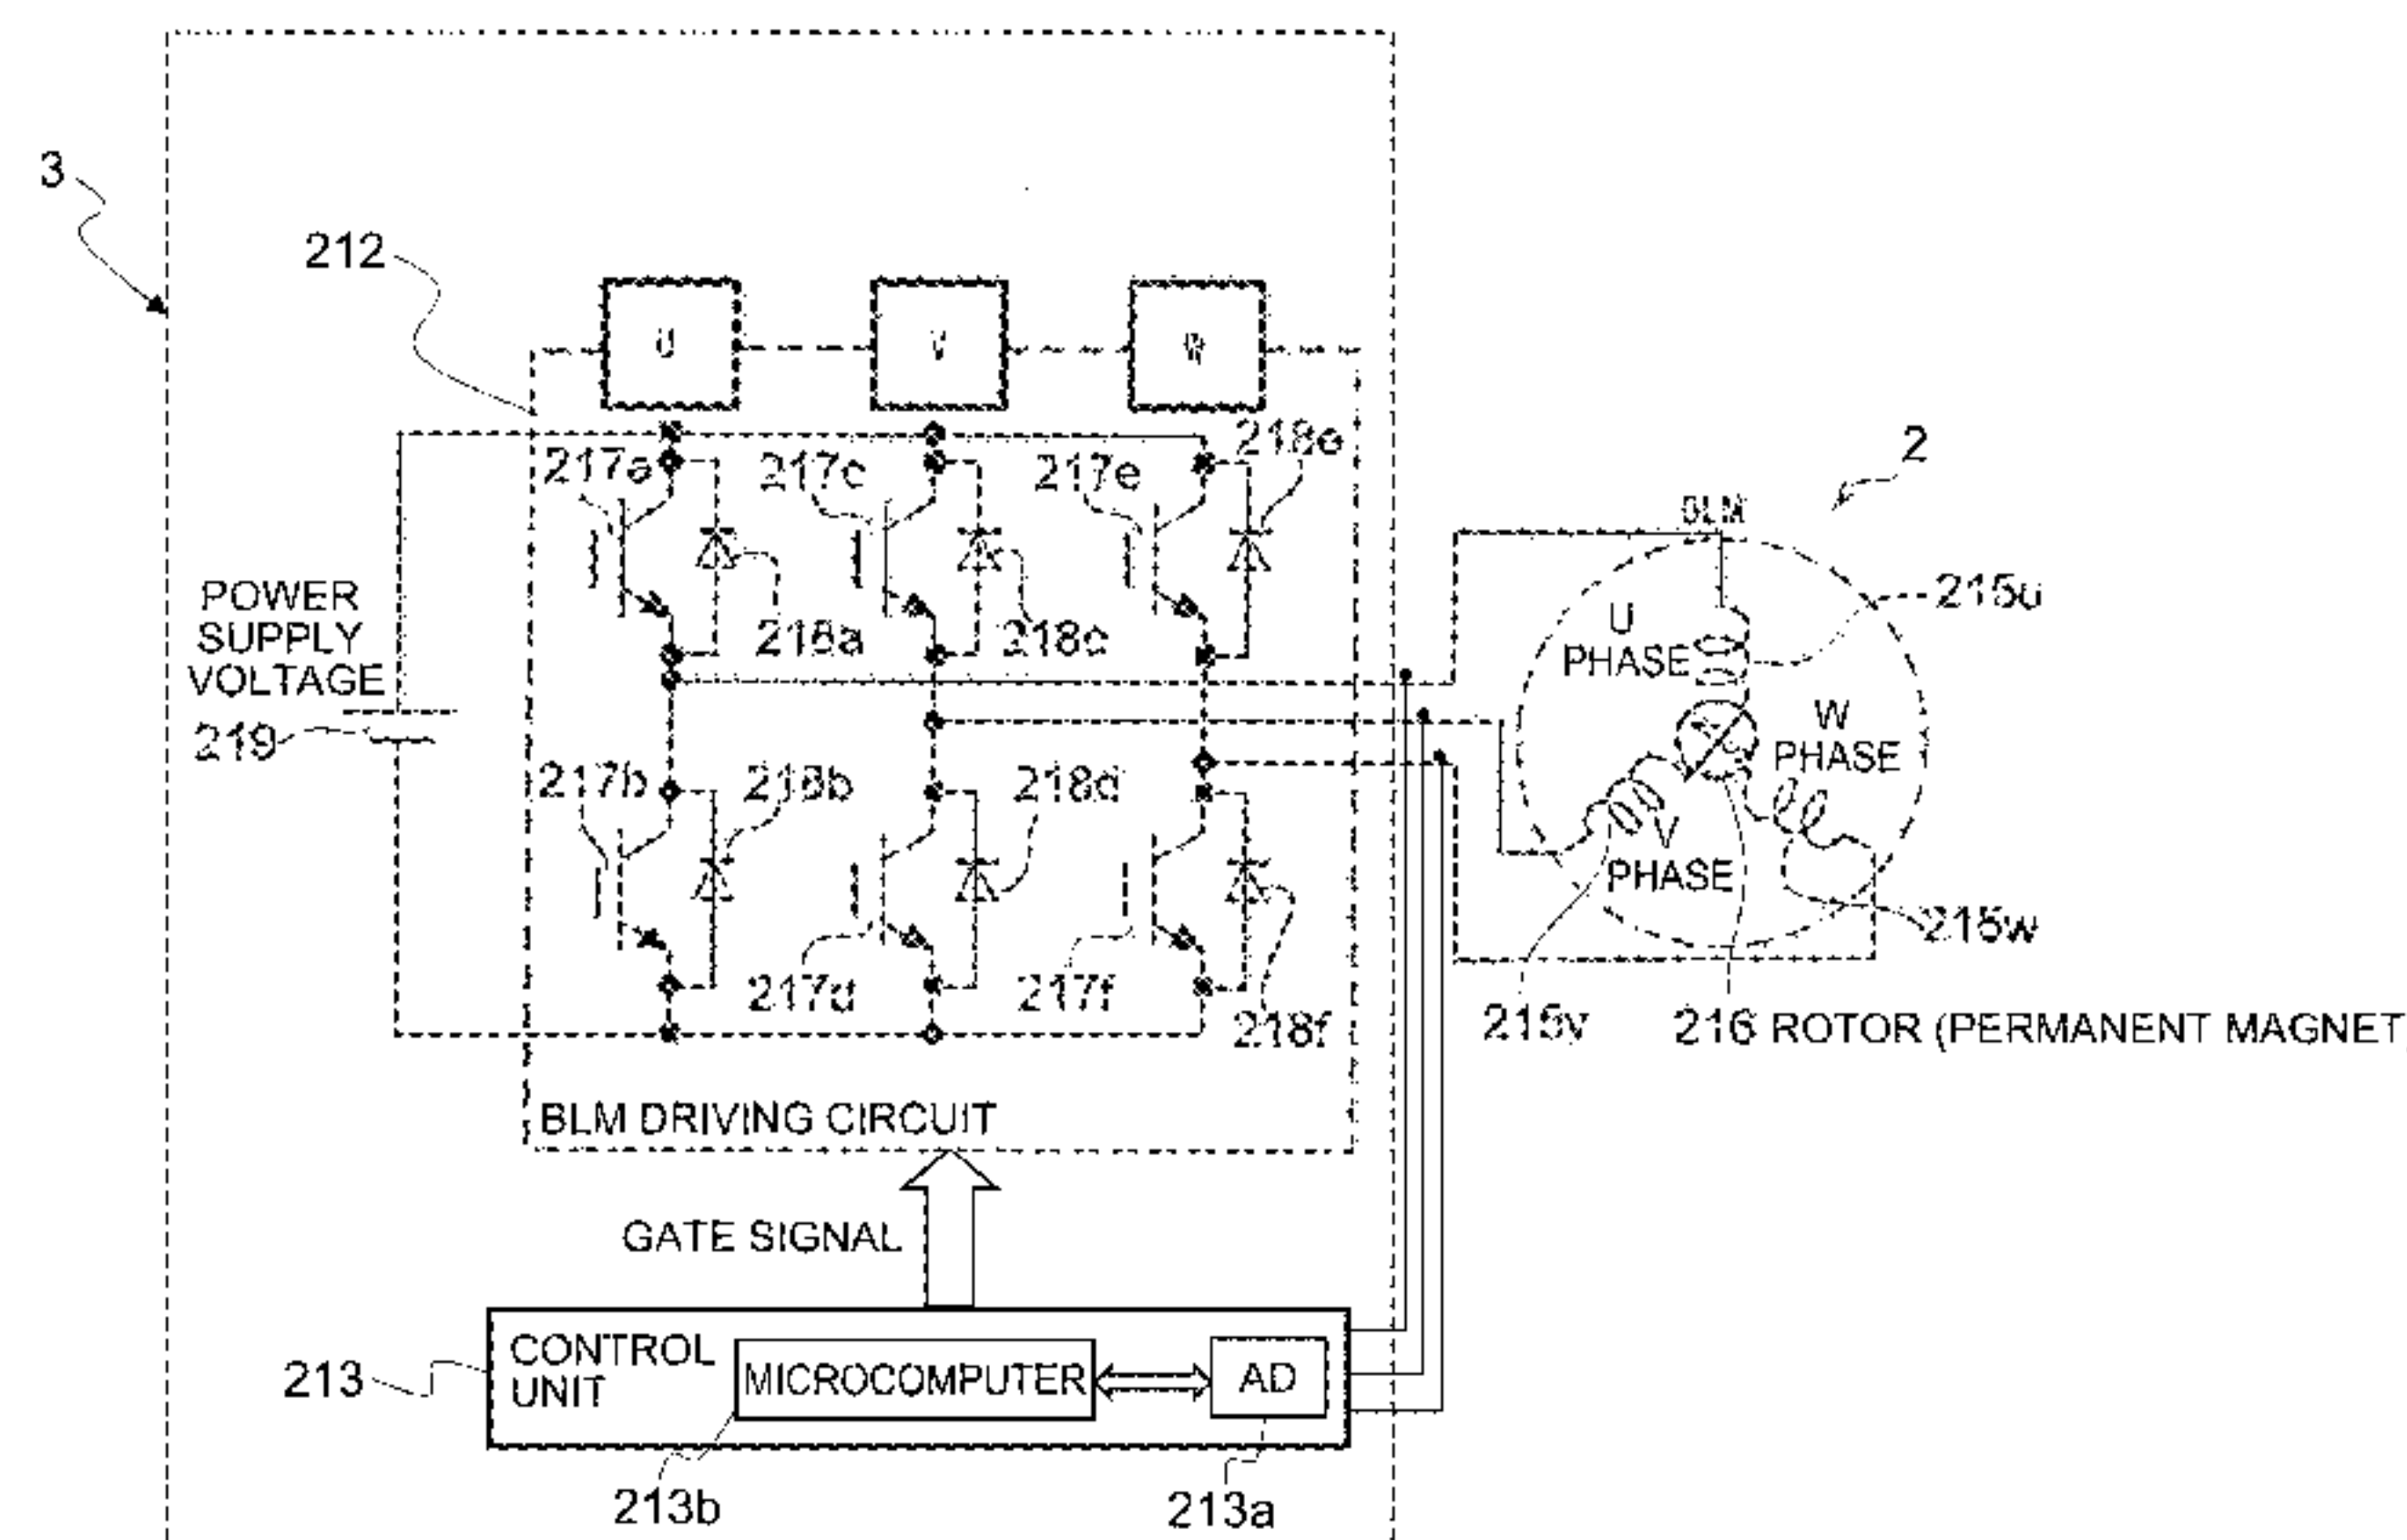 3
212
U
V
W
217a
217c
217e
218e
2
BLM
POWER
SUPPLY
VOLTAGE
219
218a
218c
U
PHASE
215u
W
PHASE
217b
218b
218d
V
PHASE
215w
217d
217f
218f
215v
216 ROTOR (PERMANENT MAGNET
BLM DRIVING CIRCUIT
GATE SIGNAL
213
CONTROL
UNIT
MICROCOMPUTER
AD
213b
213a